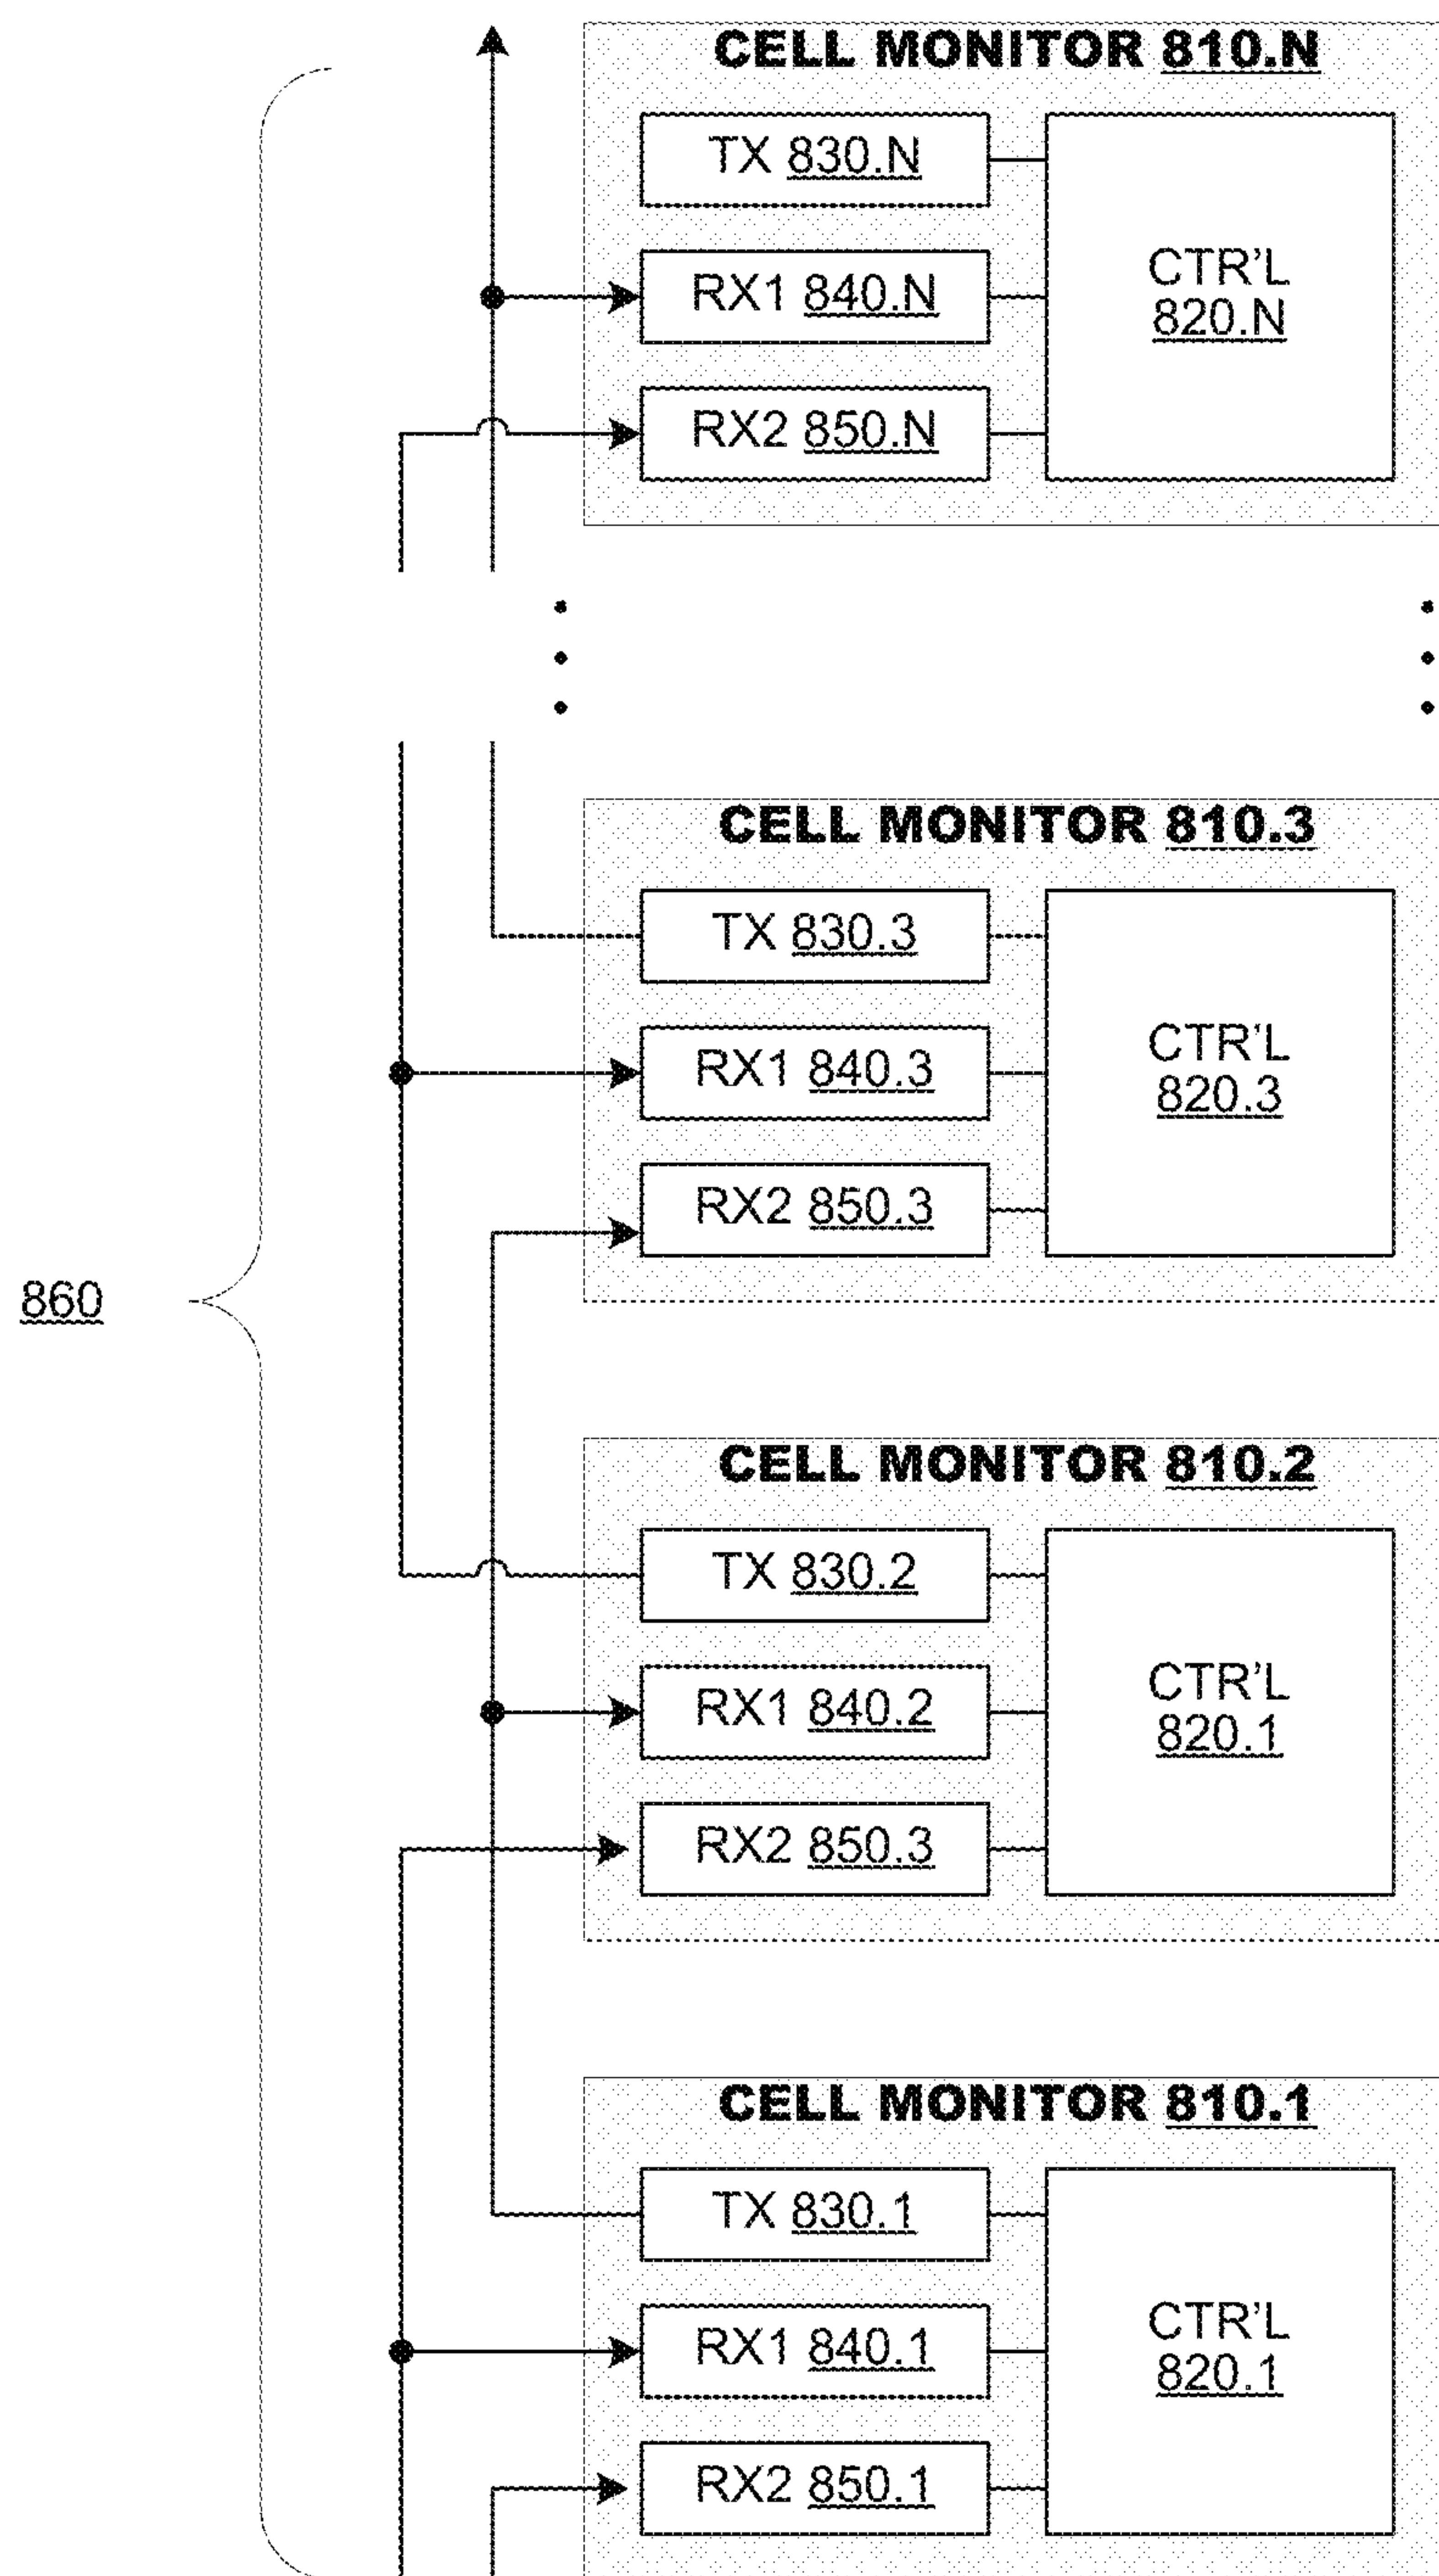 CELL MONITOR 810.N
TX 830.N
RX1 840.N
RX2 850.N
CTR'L
820.N
CELL MONITOR 810.3
TX 830.3
RX1 840.3
RX2 850.3
CTR'L
820.3
860
CELL MONITOR 810.2
TX 830.2
RX1 840.2
RX2 850.3
CTR'L
820.1
CELL MONITOR 810.1
TX 830.1
RX1 840.1
RX2 850.1
CTR'L
820.1